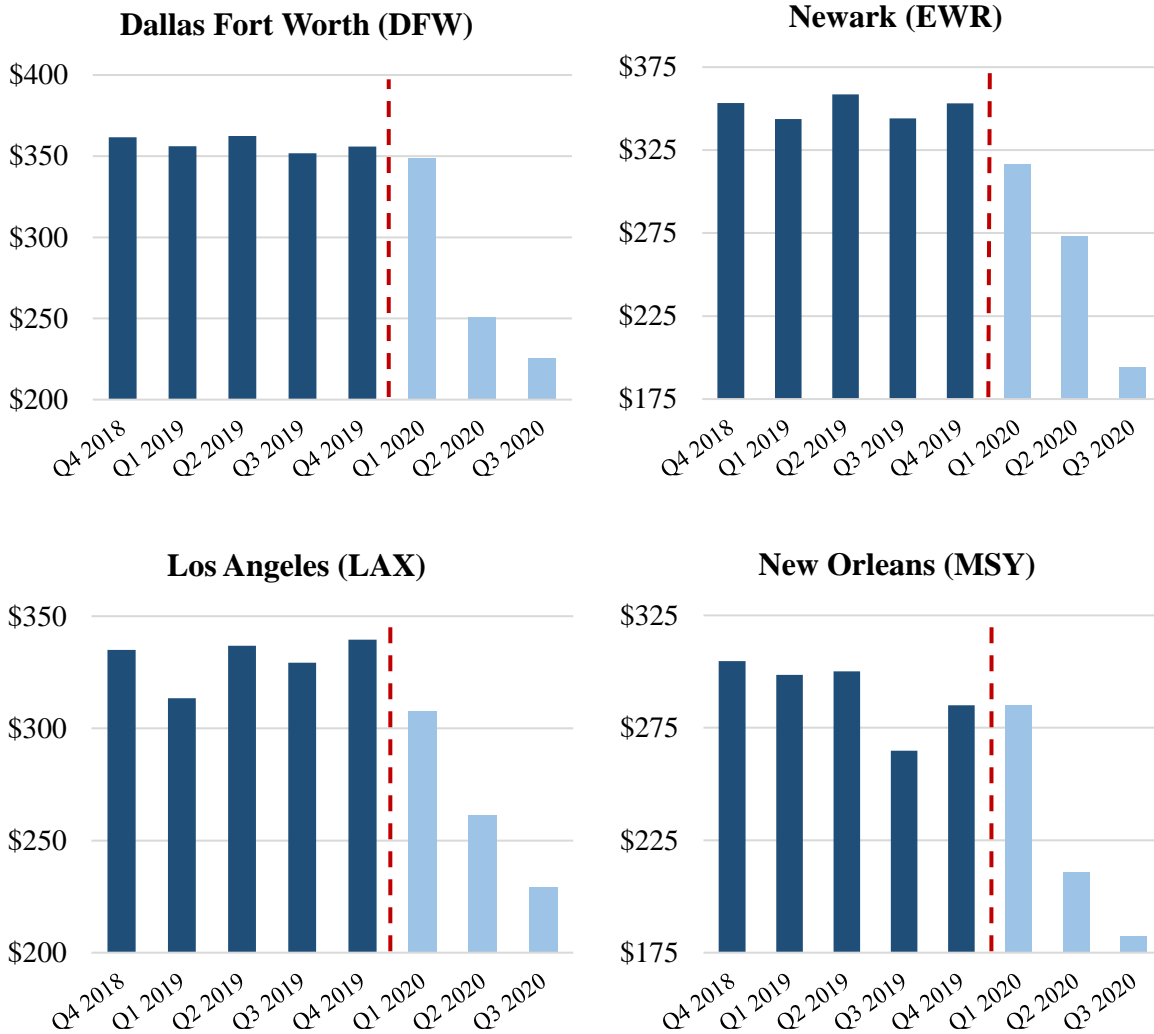 Dallas Fort Worth (DFW)
$400
$350
$300
$250
$200
Q4 2018
Q1 2019
Q2 2019
Q3 2019
Q4 2019
Q1 2020
Q2 2020
Q3 2020
Newark (EWR)
$375
$325
$275
$225
$175
Q4 2018
Q1 2019
Q2 2019
Q3 2019
Q4 2019
Q1 2020
Q2 2020
Q3 2020
Los Angeles (LAX)
$350
$300
$250
$200
Q4 2018
Q1 2019
Q2 2019
Q3 2019
Q4 2019
Q1 2020
Q2 2020
Q3 2020
New Orleans (MSY)
$325
$275
$225
$175
Q4 2018
Q1 2019
Q2 2019
Q3 2019
Q4 2019
Q1 2020
Q2 2020
Q3 2020